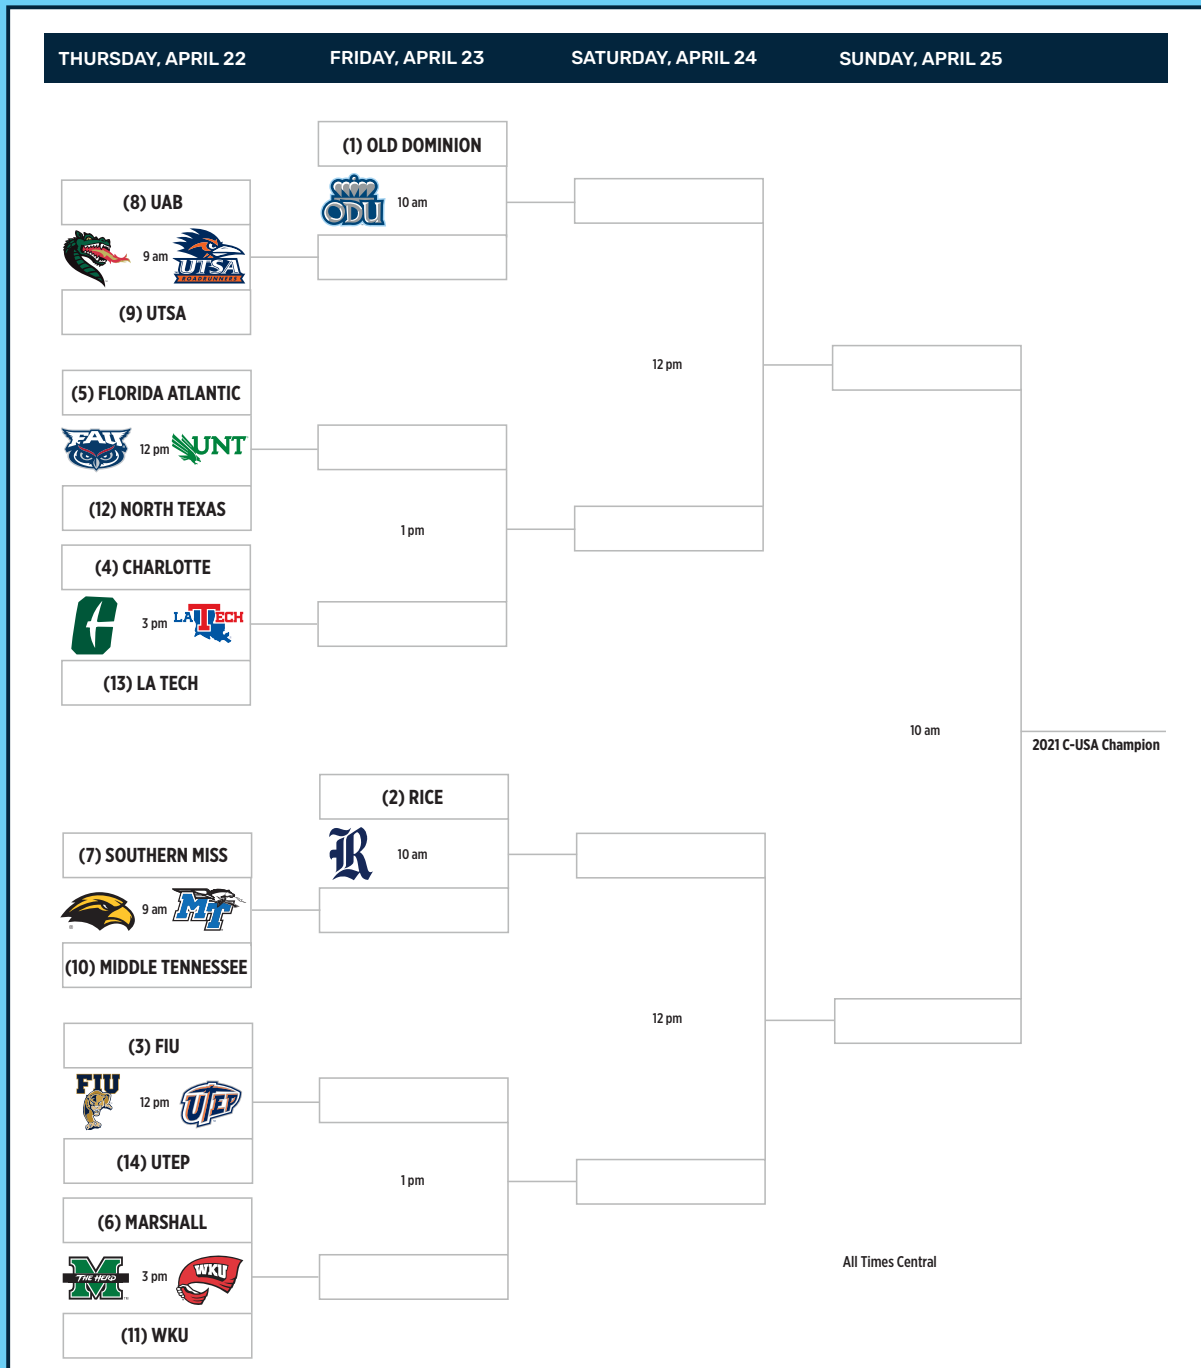 THURSDAY, APRIL 22
FRIDAY, APRIL 23
SATURDAY, APRIL 24
SUNDAY, APRIL 25
(1) OLD DOMINION
ODU
10 am
(8) UAB
9 am
UTSA
ROADRUNNERS
(9) UTSA
(5) FLORIDA ATLANTIC
FAU
12 pm
UNT
(12) NORTH TEXAS
(4) CHARLOTTE
C
3 pm
LA TECH
(13) LA TECH
1 pm
12 pm
10 am
2021 C-USA Champion
(2) RICE
R
10 am
(7) SOUTHERN MISS
9 am
MT
(10) MIDDLE TENNESSEE
(3) FIU
FIU
12 pm
UTEP
(14) UTEP
(6) MARSHALL
M
THE HERD
3 pm
WKU
(11) WKU
1 pm
12 pm
All Times Central